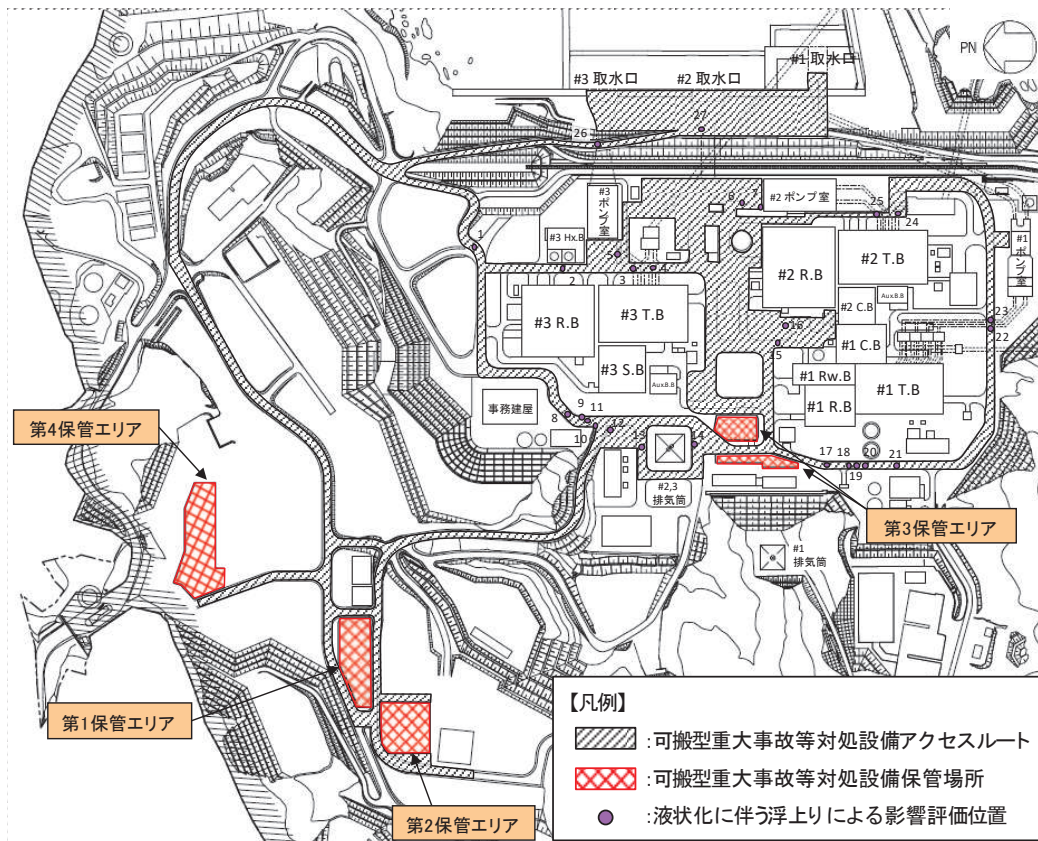 PN
#1 取水口
#3 取水口
#2 取水口
27
26
#3
ポンプ室
6
7
#2 ポンプ室
25
24
#1
ポンプ室
1
#3 Hx.B
5
2
3
4
#2 R.B
#2 T.B
#2 C.B
Aux.B.B
#3 R.B
#3 T.B
16
15
#1 C.B
23
22
#3 S.B
Aux.B.B
#1 Rw.B
#1 R.B
#1 T.B
事務建屋
8
9
11
10
12
13
17
18
19
20
21
#2,3
排気筒
#1
排気筒
第4保管エリア
第3保管エリア
第1保管エリア
第2保管エリア
【凡例】
:可搬型重大事故等対処設備アクセスルート
:可搬型重大事故等対処設備保管場所
:液状化に伴う浮上りによる影響評価位置